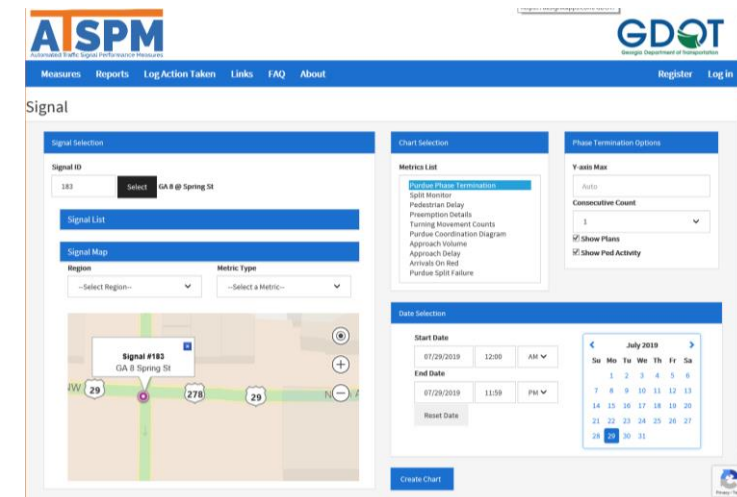 ATSPM
Automated Traffic Signal Performance Measures
GDOT
Georgia Department of Transportation
Measures Reports Log Action Taken Links FAQ About Register Log in
Signal
Signal Selection
Signal ID
183 Select GA 8 @ Spring St
Signal List
Signal Map
Region Metric Type
--Select Region-- --Select a Metric--
Signal #183
GA 8 Spring St
NW 29 278 29 N
Chart Selection
Metrics List
Purdue Phase Termination
Split Monitor
Pedestrian Delay
Preemption Details
Turning Movement Counts
Purdue Coordination Diagram
Approach Volume
Approach Delay
Arrivals On Red
Purdue Split Failure
Phase Termination Options
Y-axis Max
Auto
Consecutive Count
1
Show Plans
Show Ped Activity
Date Selection
Start Date
07/29/2019 12:00 AM
End Date
07/29/2019 11:59 PM
Reset Date
July 2019
Su Mo Tu We Th Fr Sa
1 2 3 4 5 6
7 8 9 10 11 12 13
14 15 16 17 18 19 20
21 22 23 24 25 26 27
28 29 30 31
Create Chart